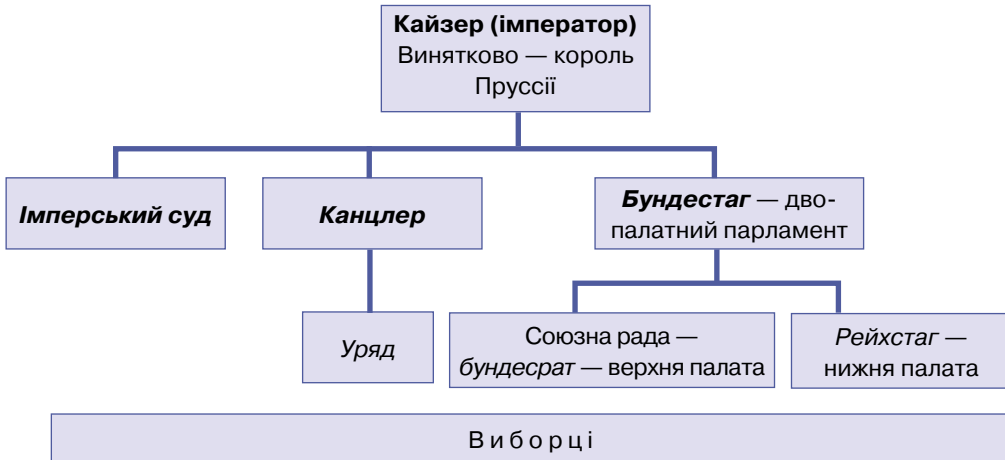 Кайзер (імператор)
Винятково — король
Пруссії
Імперський суд
Канцлер
Бундестаг — дво-
палатний парламент
Уряд
Союзна рада —
бундесрат — верхня палата
Рейхстаг —
нижня палата
Виборці